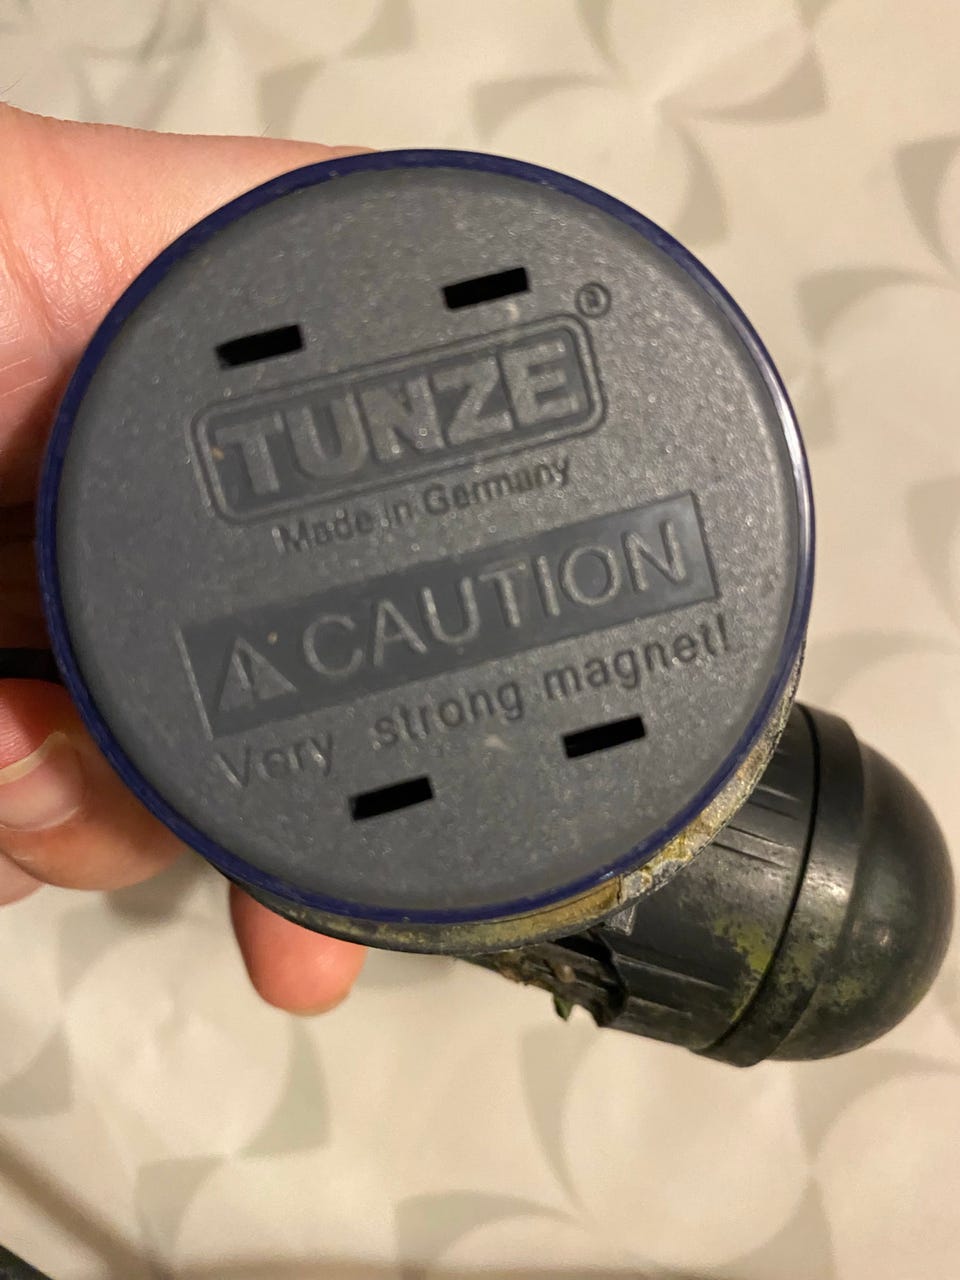 TUNZE®
Made in Germany
CAUTION
Very strong magnet!